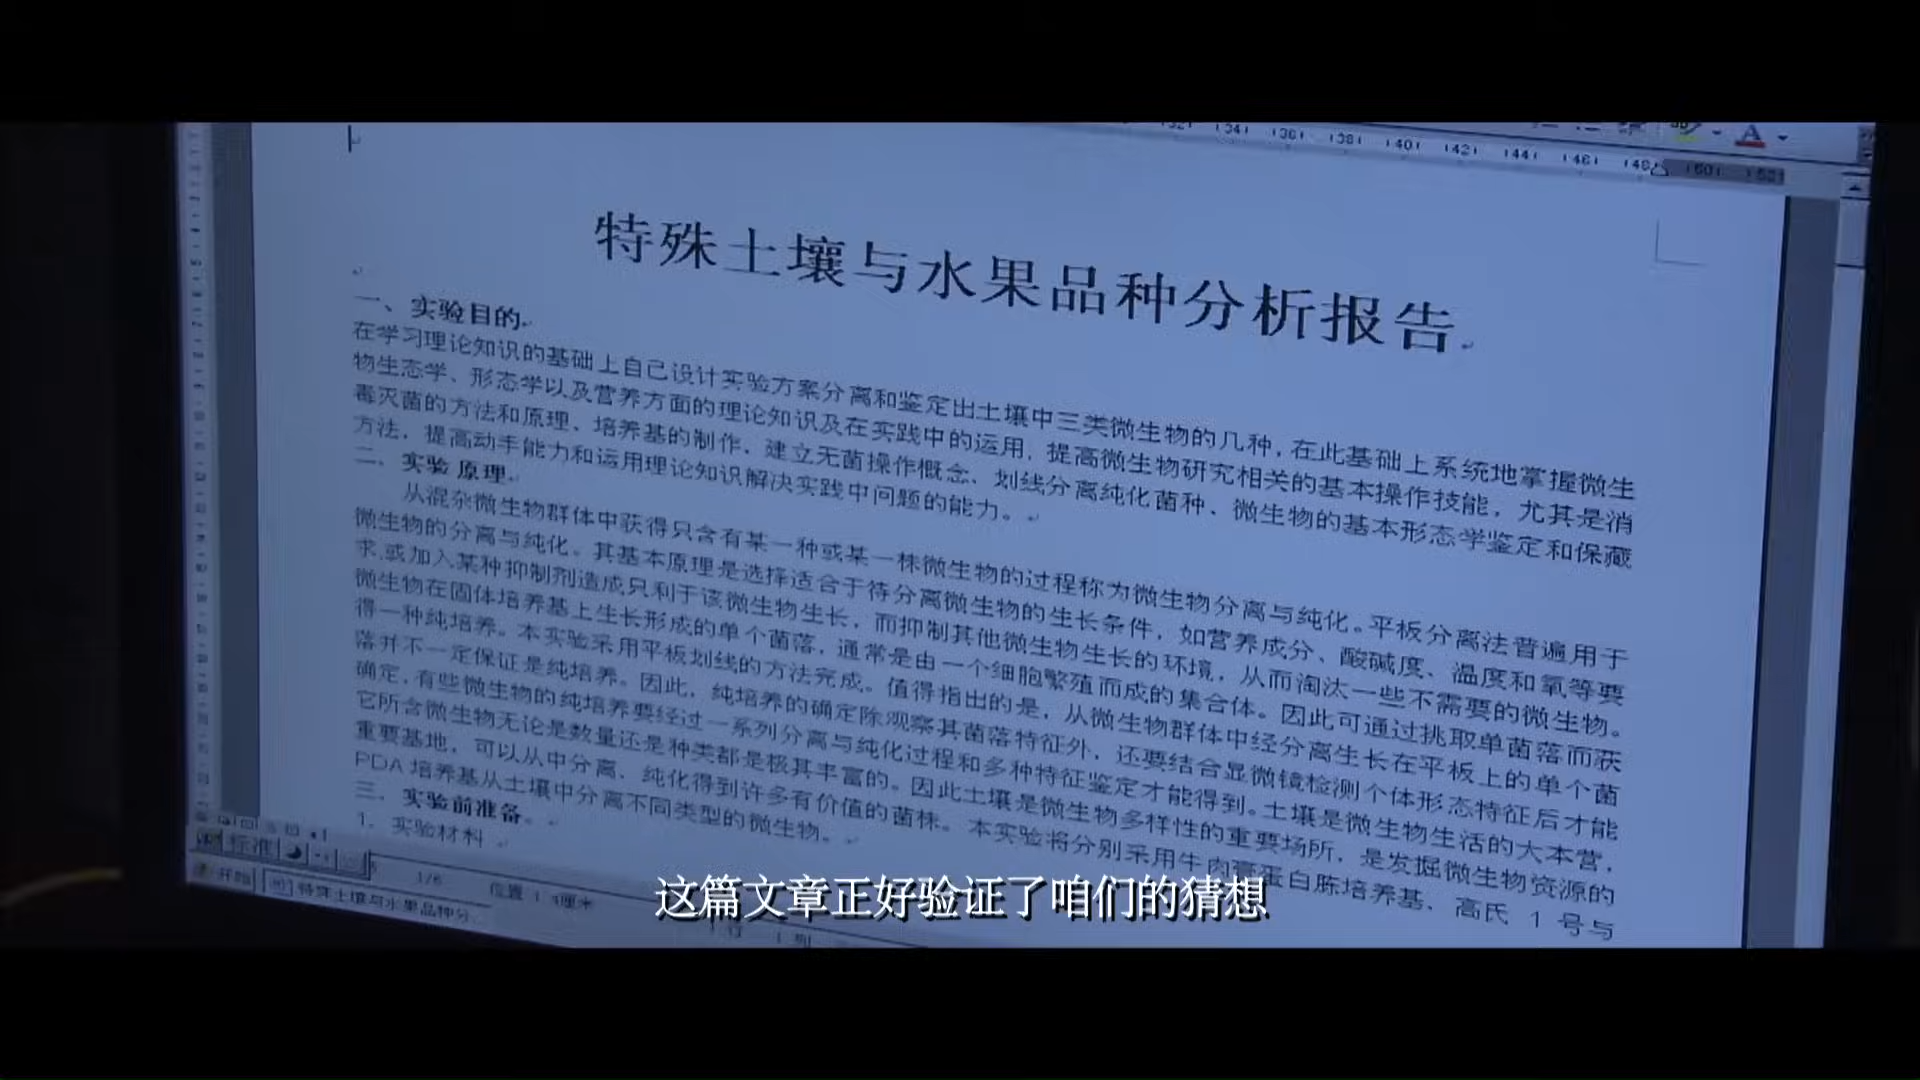 特殊土壤与水果品种分析报告
一、实验目的
在学习理论知识的基础上自己设计实验方案分离和鉴定出土壤中三类微生物的几种，在此基础上系统地掌握微生
物生态学、形态学以及营养方面的理论知识及在实践中的运用，提高微生物研究相关的基本操作技能，尤其是消
毒灭菌的方法和原理、培养基的制作、建立无菌操作概念、划线分离纯化菌种、微生物的基本形态学鉴定和保藏
方法，提高动手能力和运用理论知识解决实践中问题的能力。
二、实验 原理
从混杂微生物群体中获得只含有某一种或某一株微生物的过程称为微生物分离与纯化。平板分离法普遍用于
微生物的分离与纯化。其基本原理是选择适合于待分离微生物的生长条件，如营养成分、酸碱度、温度和氧等要
求,或加入某种抑制剂造成只利于该微生物生长，而抑制其他微生物生长的环境，从而淘汰一些不需要的微生物。
微生物在固体培养基上生长形成的单个菌落，通常是由一个细胞繁殖而成的集合体。因此可通过挑取单菌落而获
得一种纯培养。本实验采用平板划线的方法完成。值得指出的是，从微生物群体中经分离生长在平板上的单个菌
落并不一定保证是纯培养。因此，纯培养的确定除观察其菌落特征外，还要结合显微镜检测个体形态特征后才能
确定,有些微生物的纯培养要经过一系列分离与纯化过程和多种特征鉴定才能得到。土壤是微生物生活的大本营，
它所含微生物无论是数量还是种类都是极其丰富的。因此土壤是微生物多样性的重要场所，是发掘微生物资源的
重要基地，可以从中分离、纯化得到许多有价值的菌株。本实验将分别采用牛肉膏蛋白胨培养基、高氏 1 号与
PDA 培养基从土壤中分离不同类型的微生物。
三、实验前准备。
1. 实验材料
标准
1/6 位置
开始 特殊土壤与水果品种分...
这篇文章正好验证了咱们的猜想